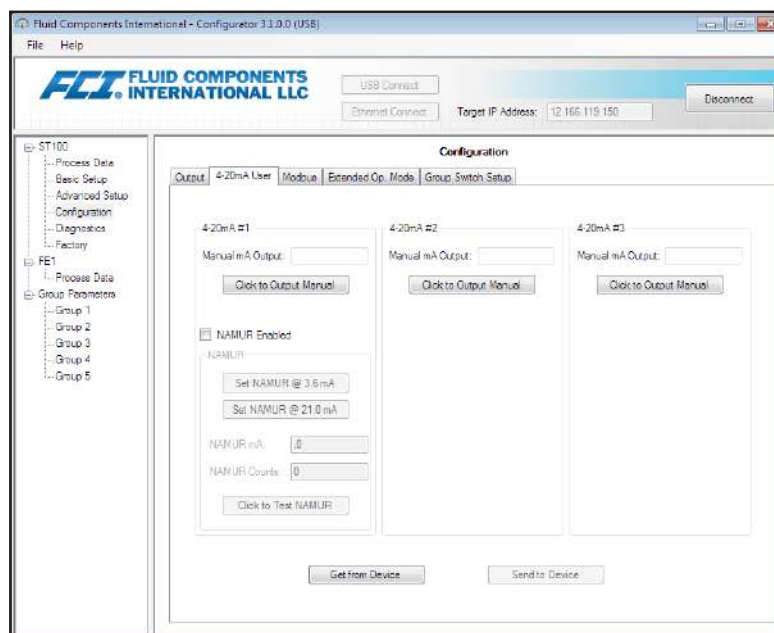 Fluid Components International - Configurator 3.1.0.0 (USB)
File Help
FCI. FLUID COMPONENTS
INTERNATIONAL LLC
USB Connect
Ethernet Connect
Target IP Address: 12.166.119.150
Disconnect
ST100
Process Data
Basic Setup
Advanced Setup
Configuration
Diagnostics
Factory
FE1
Process Data
Group Parameters
Group 1
Group 2
Group 3
Group 4
Group 5
Configuration
Output 4-20mA User Modbus Extended Op. Mode Group Switch Setup
4-20mA #1
Manual mA Output:
Click to Output Manual
NAMUR Enabled
NAMUR
Set NAMUR @ 3.6 mA
Set NAMUR @ 21.0 mA
NAMUR mA: .0
NAMUR Counts: 0
Click to Test NAMUR
4-20mA #2
Manual mA Output:
Click to Output Manual
4-20mA #3
Manual mA Output:
Click to Output Manual
Get from Device
Send to Device